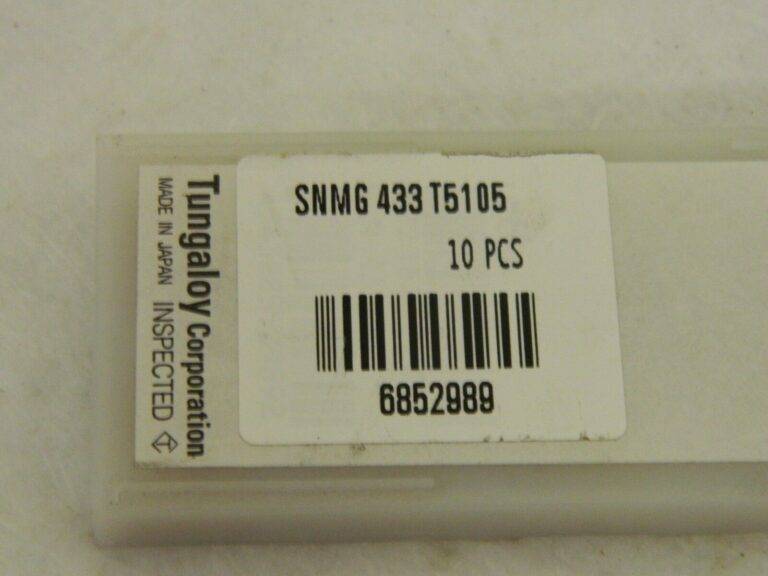 SNMG 433 T5105
10 PCS
6852989
Tungaloy Corporation
MADE IN JAPAN INSPECTED